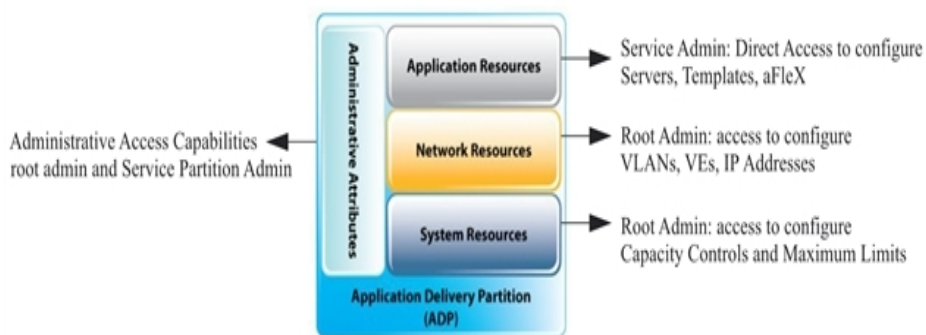 Administrative Access Capabilities
root admin and Service Partition Admin
Administrative Attributes
Application Resources
Network Resources
System Resources
Application Delivery Partition
(ADP)
Service Admin: Direct Access to configure
Servers, Templates, aFleX
Root Admin: access to configure
VLANs, VEs, IP Addresses
Root Admin: access to configure
Capacity Controls and Maximum Limits